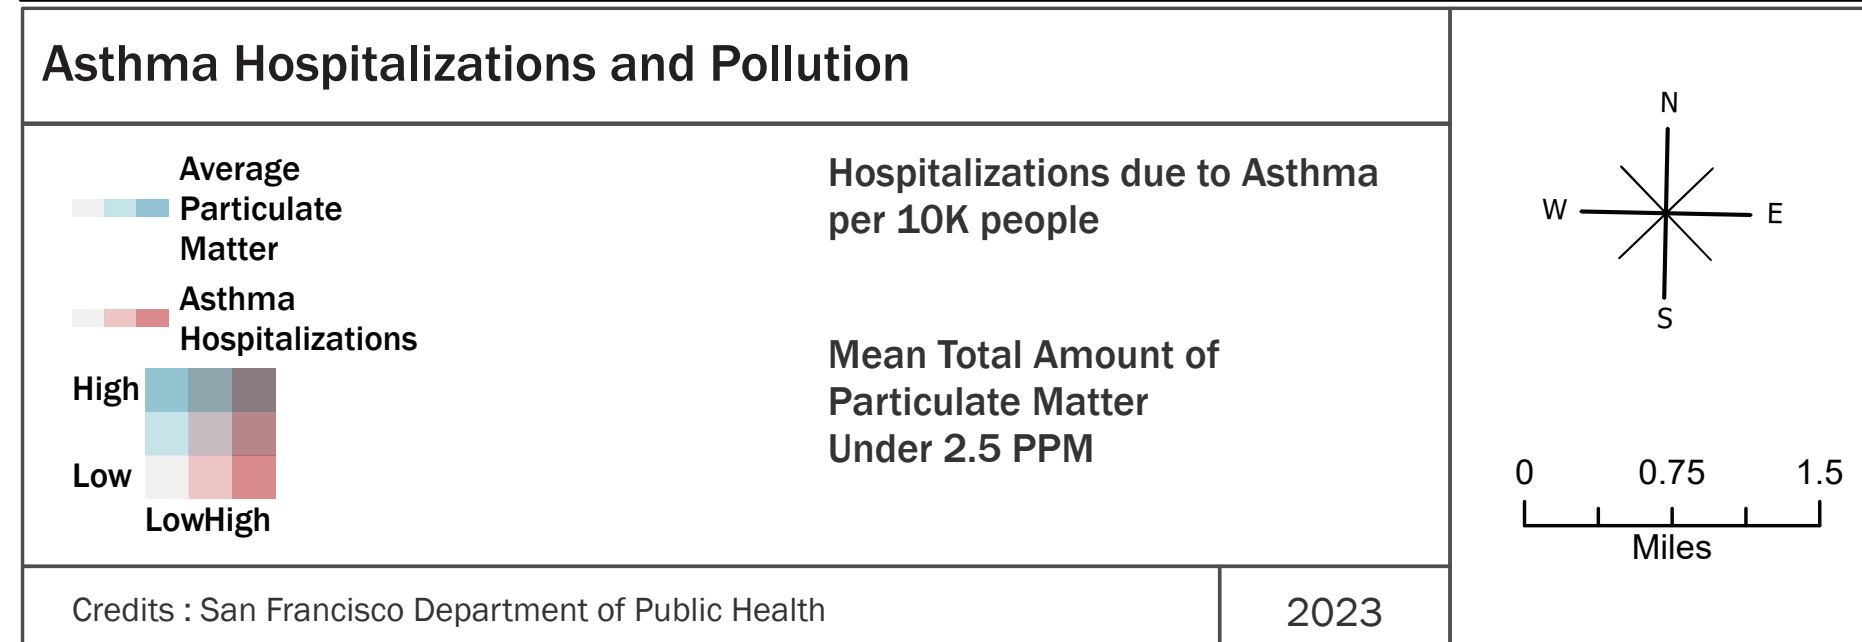 Asthma Hospitalizations and Pollution
Average
Particulate
Matter
Asthma
Hospitalizations
High
Low
LowHigh
Hospitalizations due to Asthma
per 10K people
Mean Total Amount of
Particulate Matter
Under 2.5 PPM
Credits : San Francisco Department of Public Health
2023
N
W
E
S
0 0.75 1.5
Miles